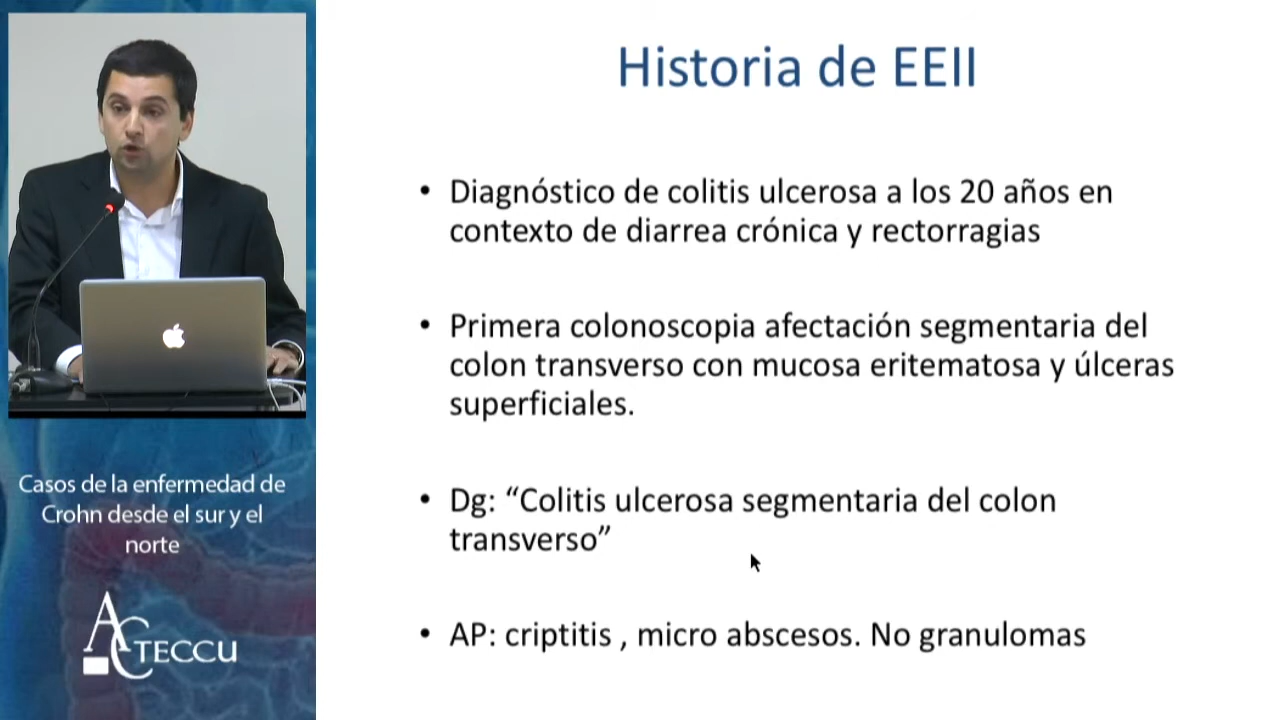 Historia de EEII
• Diagnóstico de colitis ulcerosa a los 20 años en
contexto de diarrea crónica y rectorragias
• Primera colonoscopia afectación segmentaria del
colon transverso con mucosa eritematosa y úlceras
superficiales.
• Dg: “Colitis ulcerosa segmentaria del colon
transverso”
• AP: criptitis , micro abscesos. No granulomas
Casos de la enfermedad de
Crohn desde el sur y el
norte
ACTECCU